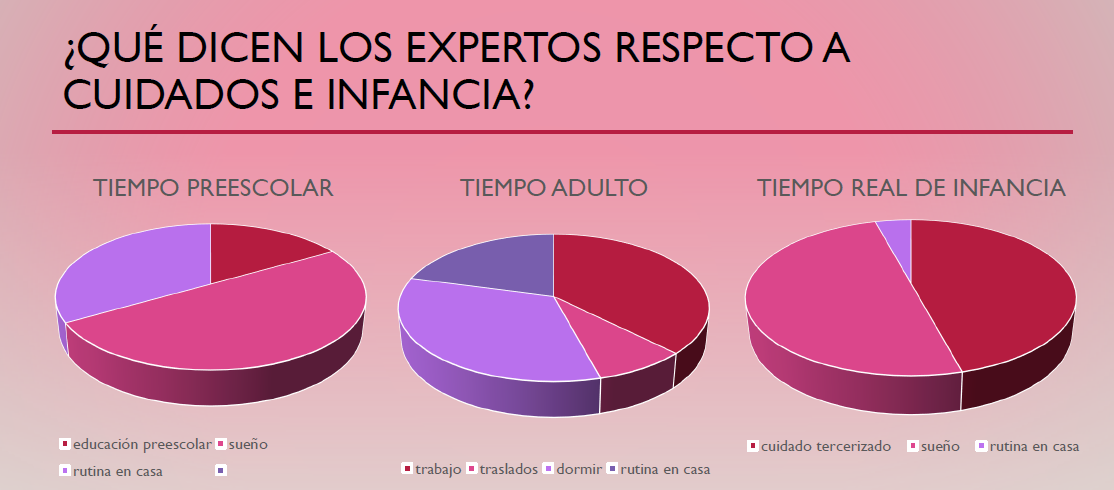 ¿QUÉ DICEN LOS EXPERTOS RESPECTO A
CUIDADOS E INFANCIA?
TIEMPO PREESCOLAR
educación preescolar sueño
rutina en casa
TIEMPO ADULTO
trabajo traslados dormir rutina en casa
TIEMPO REAL DE INFANCIA
cuidado tercerizado sueño rutina en casa